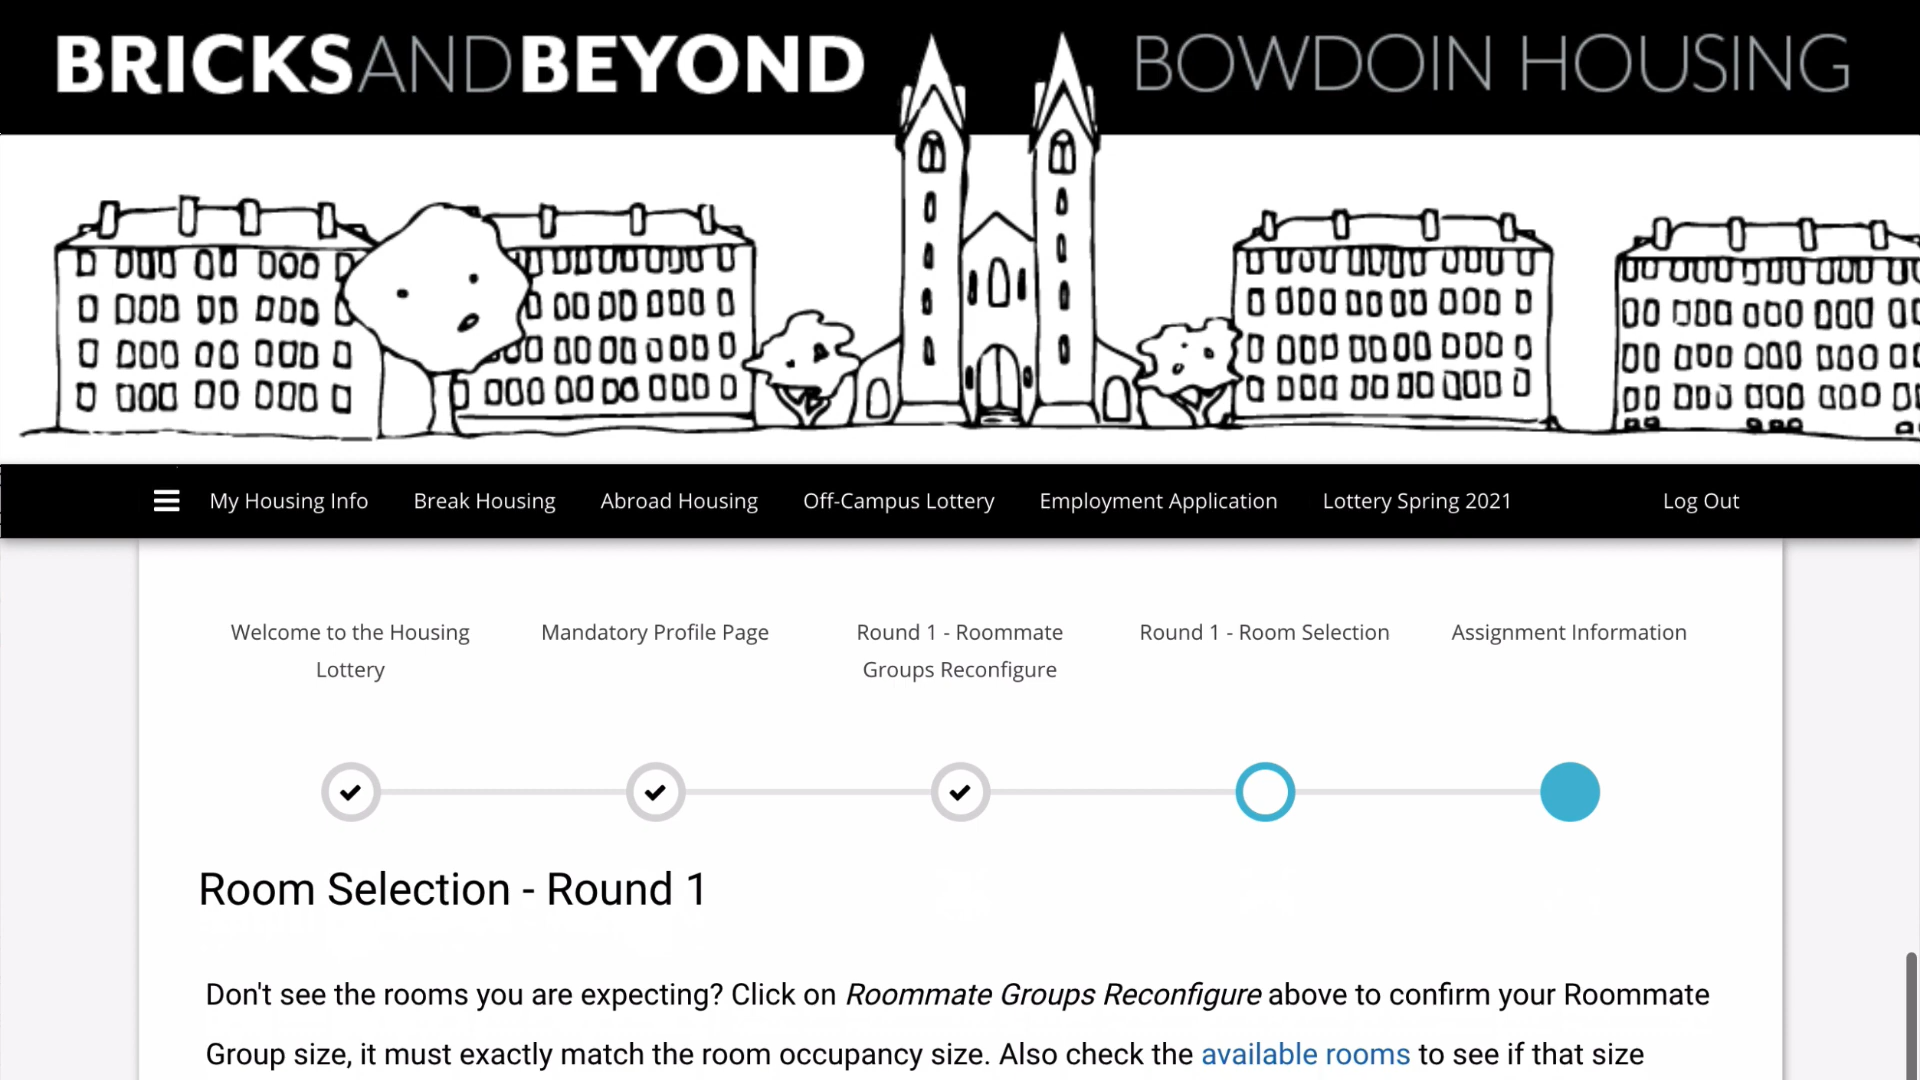 BRICKSANDBEYOND BOWDOIN HOUSING
My Housing Info Break Housing Abroad Housing Off-Campus Lottery Employment Application Lottery Spring 2021 Log Out
Welcome to the Housing Lottery
Mandatory Profile Page
Round 1 - Roommate Groups Reconfigure
Round 1 - Room Selection
Assignment Information
Room Selection - Round 1
Don't see the rooms you are expecting? Click on Roommate Groups Reconfigure above to confirm your Roommate
Group size, it must exactly match the room occupancy size. Also check the available rooms to see if that size